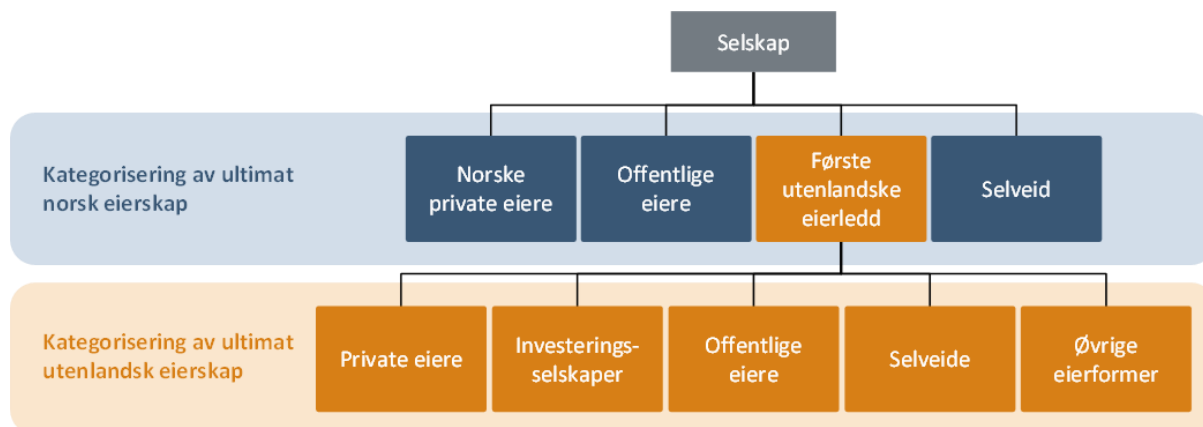 Selskap
Kategorisering av ultimat
norsk eierskap
Norske
private eiere
Offentlige
eiere
Første
utenlandske
eierledd
Selveid
Kategorisering av ultimat
utenlandsk eierskap
Private eiere
Investerings-
selskaper
Offentlige
eiere
Selveide
Øvrige
eierformer